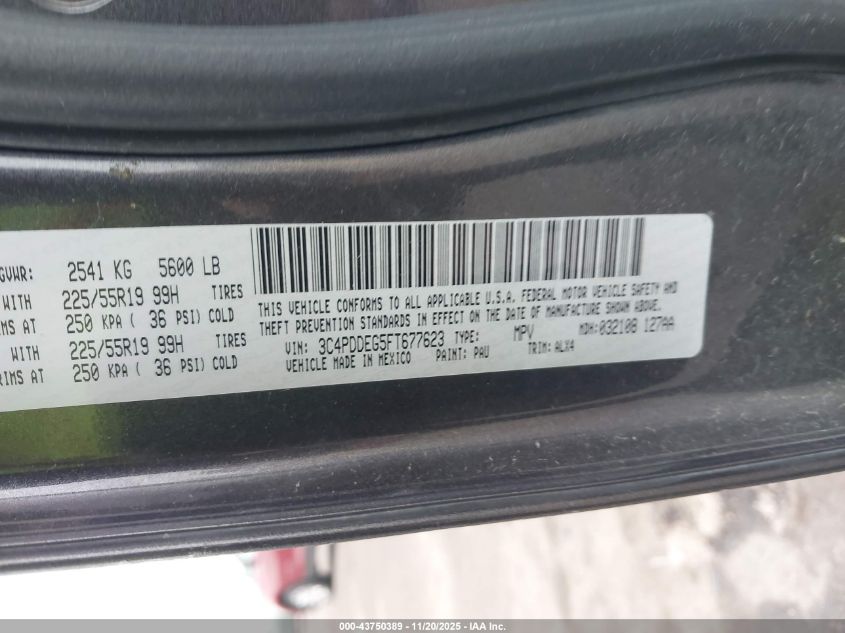 GVWR: 2541 KG 5600 LB
WITH 225/55R19 99H TIRES
RIMS AT 250 KPA ( 36 PSI) COLD
WITH 225/55R19 99H TIRES
RIMS AT 250 KPA ( 36 PSI) COLD
THIS VEHICLE CONFORMS TO ALL APPLICABLE U.S.A. FEDERAL MOTOR VEHICLE SAFETY AND
THEFT PREVENTION STANDARDS IN EFFECT ON THE DATE OF MANUFACTURE SHOWN ABOVE.
VIN: 3C4PDDEG5FT677623 TYPE: MPV MDH: 032108 127AA
VEHICLE MADE IN MEXICO PAINT: PAU TRIM: ALX4
000-43750389 - 11/20/2025 - IAA Inc.